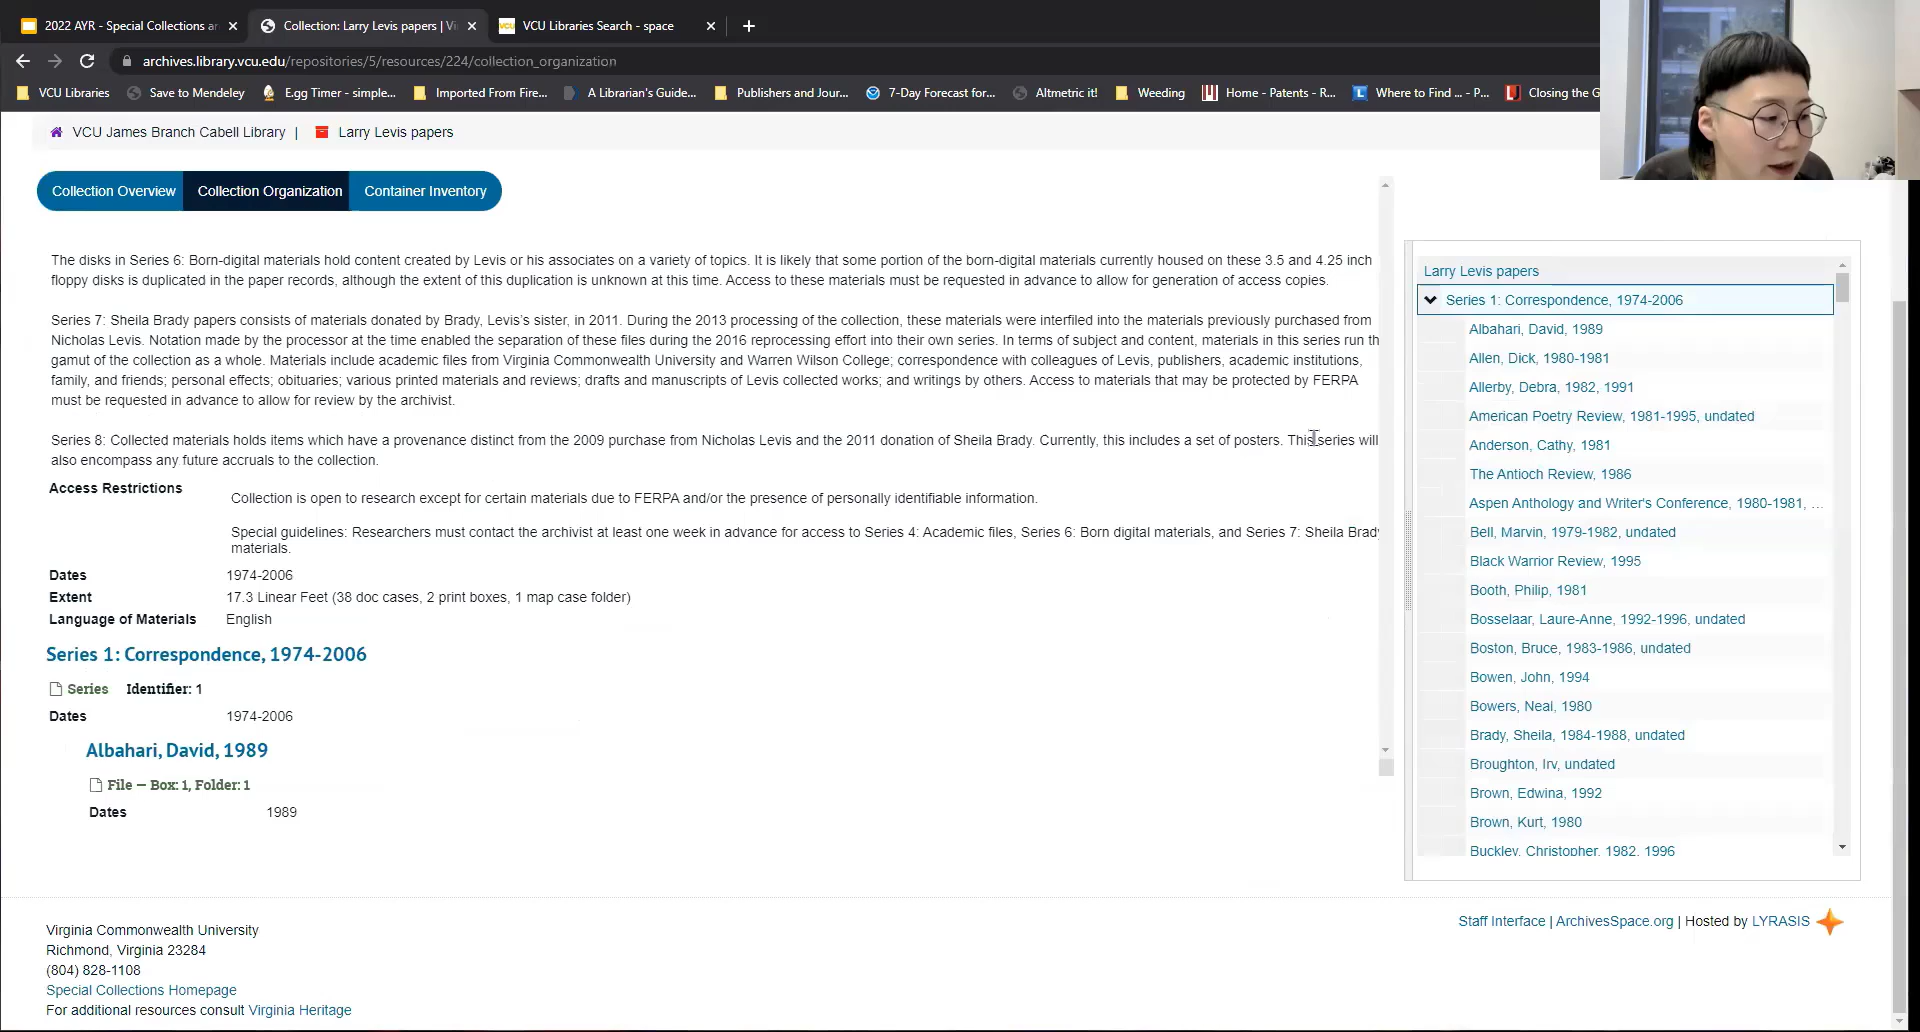 2022 AYR - Special Collections ar
Collection: Larry Levis papers | Vi
VCU Libraries Search - space
archives.library.vcu.edu/repositories/5/resources/224/collection_organization
VCU Libraries
Save to Mendeley
E.gg Timer - simple...
Imported From Fire...
A Librarian's Guide...
Publishers and Jour...
7-Day Forecast for...
Altmetric it!
Weeding
Home - Patents - R...
Where to Find ... - P...
Closing the G
VCU James Branch Cabell Library | Larry Levis papers
Collection Overview
Collection Organization
Container Inventory
The disks in Series 6: Born-digital materials hold content created by Levis or his associates on a variety of topics. It is likely that some portion of the born-digital materials currently housed on these 3.5 and 4.25 inch
floppy disks is duplicated in the paper records, although the extent of this duplication is unknown at this time. Access to these materials must be requested in advance to allow for generation of access copies.
Series 7: Sheila Brady papers consists of materials donated by Brady, Levis's sister, in 2011. During the 2013 processing of the collection, these materials were interfiled into the materials previously purchased from
Nicholas Levis. Notation made by the processor at the time enabled the separation of these files during the 2016 reprocessing effort into their own series. In terms of subject and content, materials in this series run th
gamut of the collection as a whole. Materials include academic files from Virginia Commonwealth University and Warren Wilson College; correspondence with colleagues of Levis, publishers, academic institutions,
family, and friends; personal effects; obituaries; various printed materials and reviews; drafts and manuscripts of Levis collected works; and writings by others. Access to materials that may be protected by FERPA
must be requested in advance to allow for review by the archivist.
Series 8: Collected materials holds items which have a provenance distinct from the 2009 purchase from Nicholas Levis and the 2011 donation of Sheila Brady. Currently, this includes a set of posters. This series will
also encompass any future accruals to the collection.
Access Restrictions
Collection is open to research except for certain materials due to FERPA and/or the presence of personally identifiable information.
Special guidelines: Researchers must contact the archivist at least one week in advance for access to Series 4: Academic files, Series 6: Born digital materials, and Series 7: Sheila Brady
materials.
Dates 1974-2006
Extent 17.3 Linear Feet (38 doc cases, 2 print boxes, 1 map case folder)
Language of Materials English
Series 1: Correspondence, 1974-2006
Series Identifier: 1
Dates 1974-2006
Albahari, David, 1989
File — Box: 1, Folder: 1
Dates 1989
Larry Levis papers
Series 1: Correspondence, 1974-2006
Albahari, David, 1989
Allen, Dick, 1980-1981
Allerby, Debra, 1982, 1991
American Poetry Review, 1981-1995, undated
Anderson, Cathy, 1981
The Antioch Review, 1986
Aspen Anthology and Writer's Conference, 1980-1981, ...
Bell, Marvin, 1979-1982, undated
Black Warrior Review, 1995
Booth, Philip, 1981
Bosselaar, Laure-Anne, 1992-1996, undated
Boston, Bruce, 1983-1986, undated
Bowen, John, 1994
Bowers, Neal, 1980
Brady, Sheila, 1984-1988, undated
Broughton, Irv, undated
Brown, Edwina, 1992
Brown, Kurt, 1980
Buckley, Christopher, 1982, 1996
Virginia Commonwealth University
Richmond, Virginia 23284
(804) 828-1108
Special Collections Homepage
For additional resources consult Virginia Heritage
Staff Interface | ArchivesSpace.org | Hosted by LYRASIS